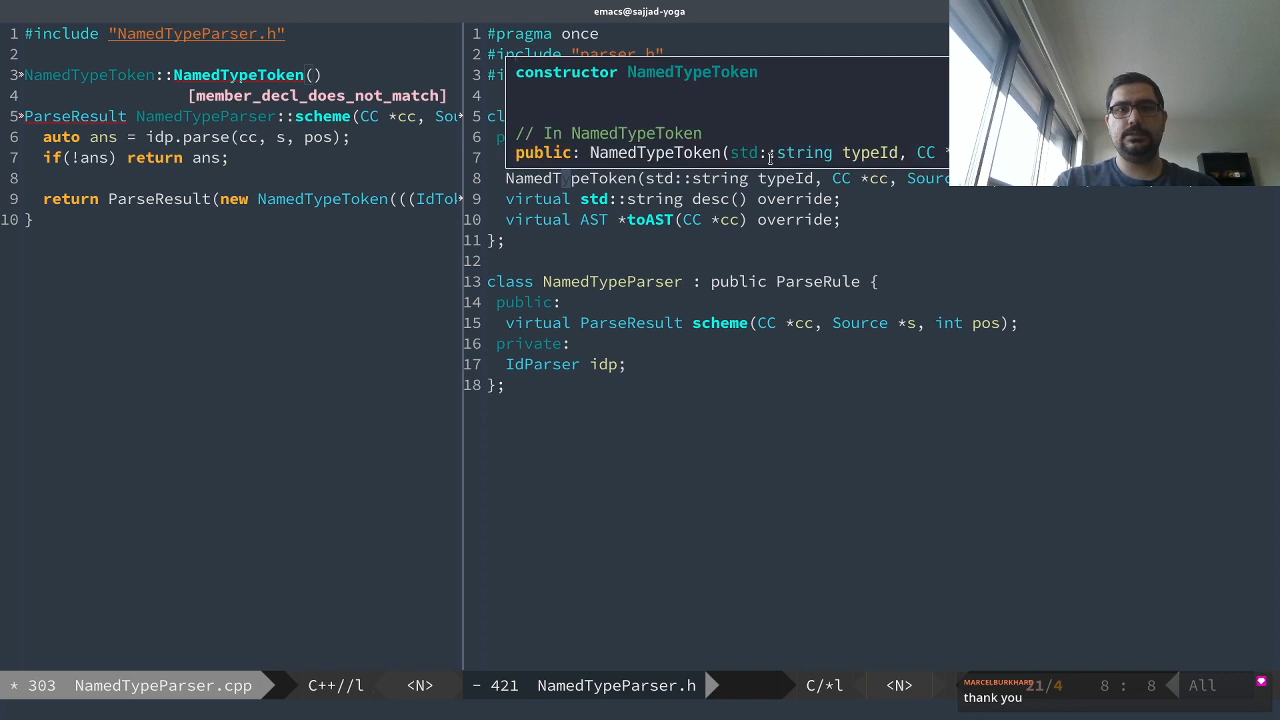 emacs@sajjad-yoga
1 #include "NamedTypeParser.h"
2
3 NamedTypeToken::NamedTypeToken()
4 [member_decl_does_not_match]
5 ParseResult NamedTypeParser::scheme(CC *cc, Sou
6 auto ans = idp.parse(cc, s, pos);
7 if(!ans) return ans;
8
9 return ParseResult(new NamedTypeToken(((IdTok
10 }
* 303 NamedTypeParser.cpp
C++//l
<N>
1 #pragma once
2 #include "parser.h"
3 #i
4
constructor NamedTypeToken
5 cl
6 p
// In NamedTypeToken
7
public: NamedTypeToken(std::string typeId, CC *
8 NamedTypeToken(std::string typeId, CC *cc, Sourc
9 virtual std::string desc() override;
10 virtual AST *toAST(CC *cc) override;
11 };
12
13 class NamedTypeParser : public ParseRule {
14 public:
15 virtual ParseResult scheme(CC *cc, Source *s, int pos);
16 private:
17 IdParser idp;
18 };
- 421 NamedTypeParser.h
C/*l
<N>
21/4
8 : 8
All
MARCELBURKHARD
thank you